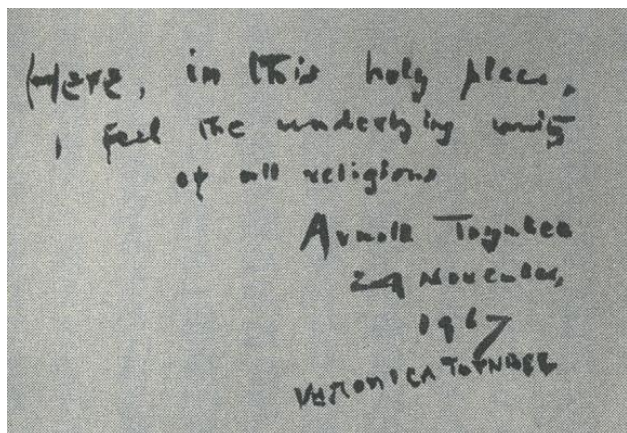 Here, in this holy place,
I feel the underlying unity
of all religions
Arnold Toynbee
29 November,
1967
VERONICA TOYNBEE